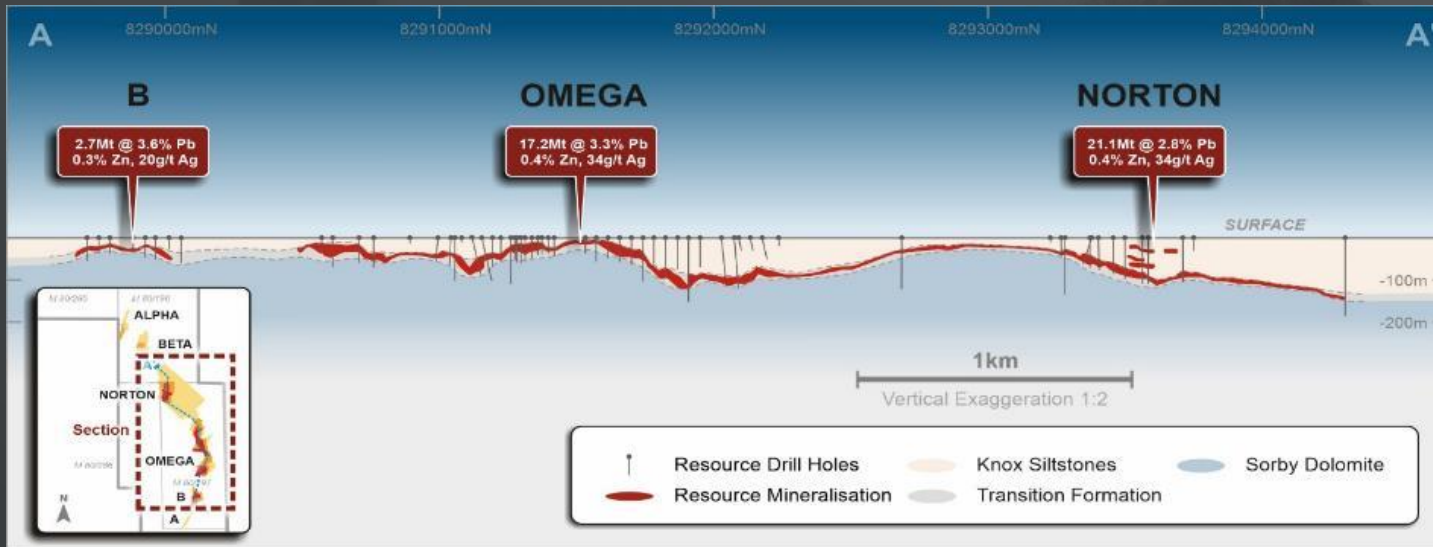 A
8290000mN
8291000mN
8292000mN
8293000mN
8294000mN
A'
B
OMEGA
NORTON
2.7Mt @ 3.6% Pb
0.3% Zn, 20g/t Ag
17.2Mt @ 3.3% Pb
0.4% Zn, 34g/t Ag
21.1Mt @ 2.8% Pb
0.4% Zn, 34g/t Ag
SURFACE
-100m
-200m
ALPHA
BETA
A'
NORTON
Section
OMEGA
B
A
N
1km
Vertical Exaggeration 1:2
Resource Drill Holes
Knox Siltstones
Sorby Dolomite
Resource Mineralisation
Transition Formation